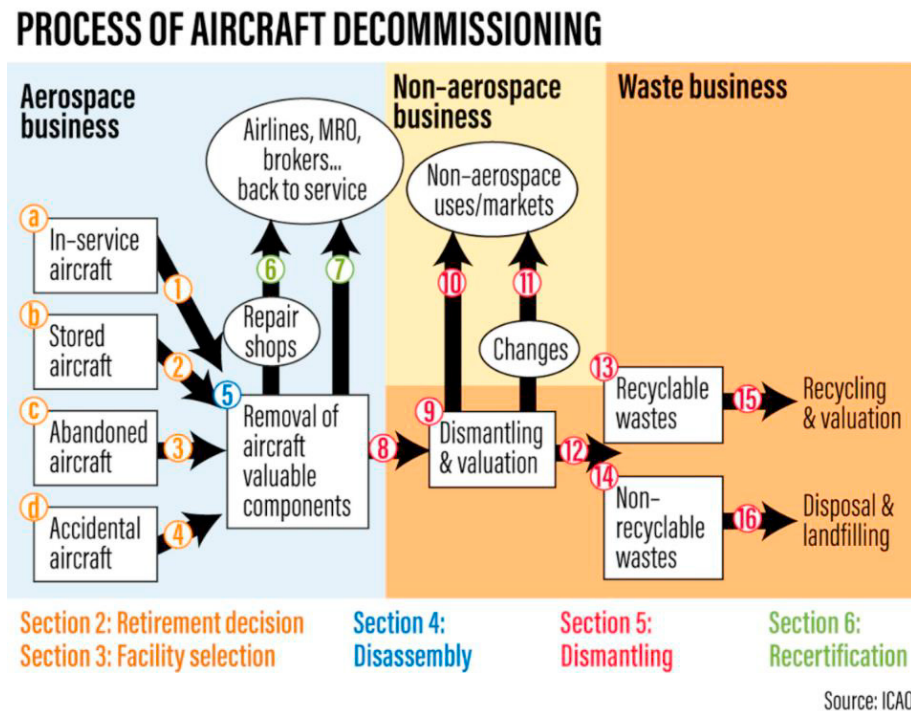 PROCESS OF AIRCRAFT DECOMMISSIONING
Aerospace
business
Non-aerospace
business
Waste business
Airlines, MRO,
brokers...
back to service
Non-aerospace
uses/markets
a
In-service
aircraft
1
b
Stored
aircraft
2
c
Abandoned
aircraft
3
d
Accidental
aircraft
4
6
7
Repair
shops
5
Removal of
aircraft
valuable
components
8
10
11
Changes
9
Dismantling
& valuation
12
13
Recyclable
wastes
15
Recycling
& valuation
14
Non-
recyclable
wastes
16
Disposal &
landfilling
Section 2: Retirement decision
Section 3: Facility selection
Section 4:
Disassembly
Section 5:
Dismantling
Section 6:
Recertification
Source: ICAO